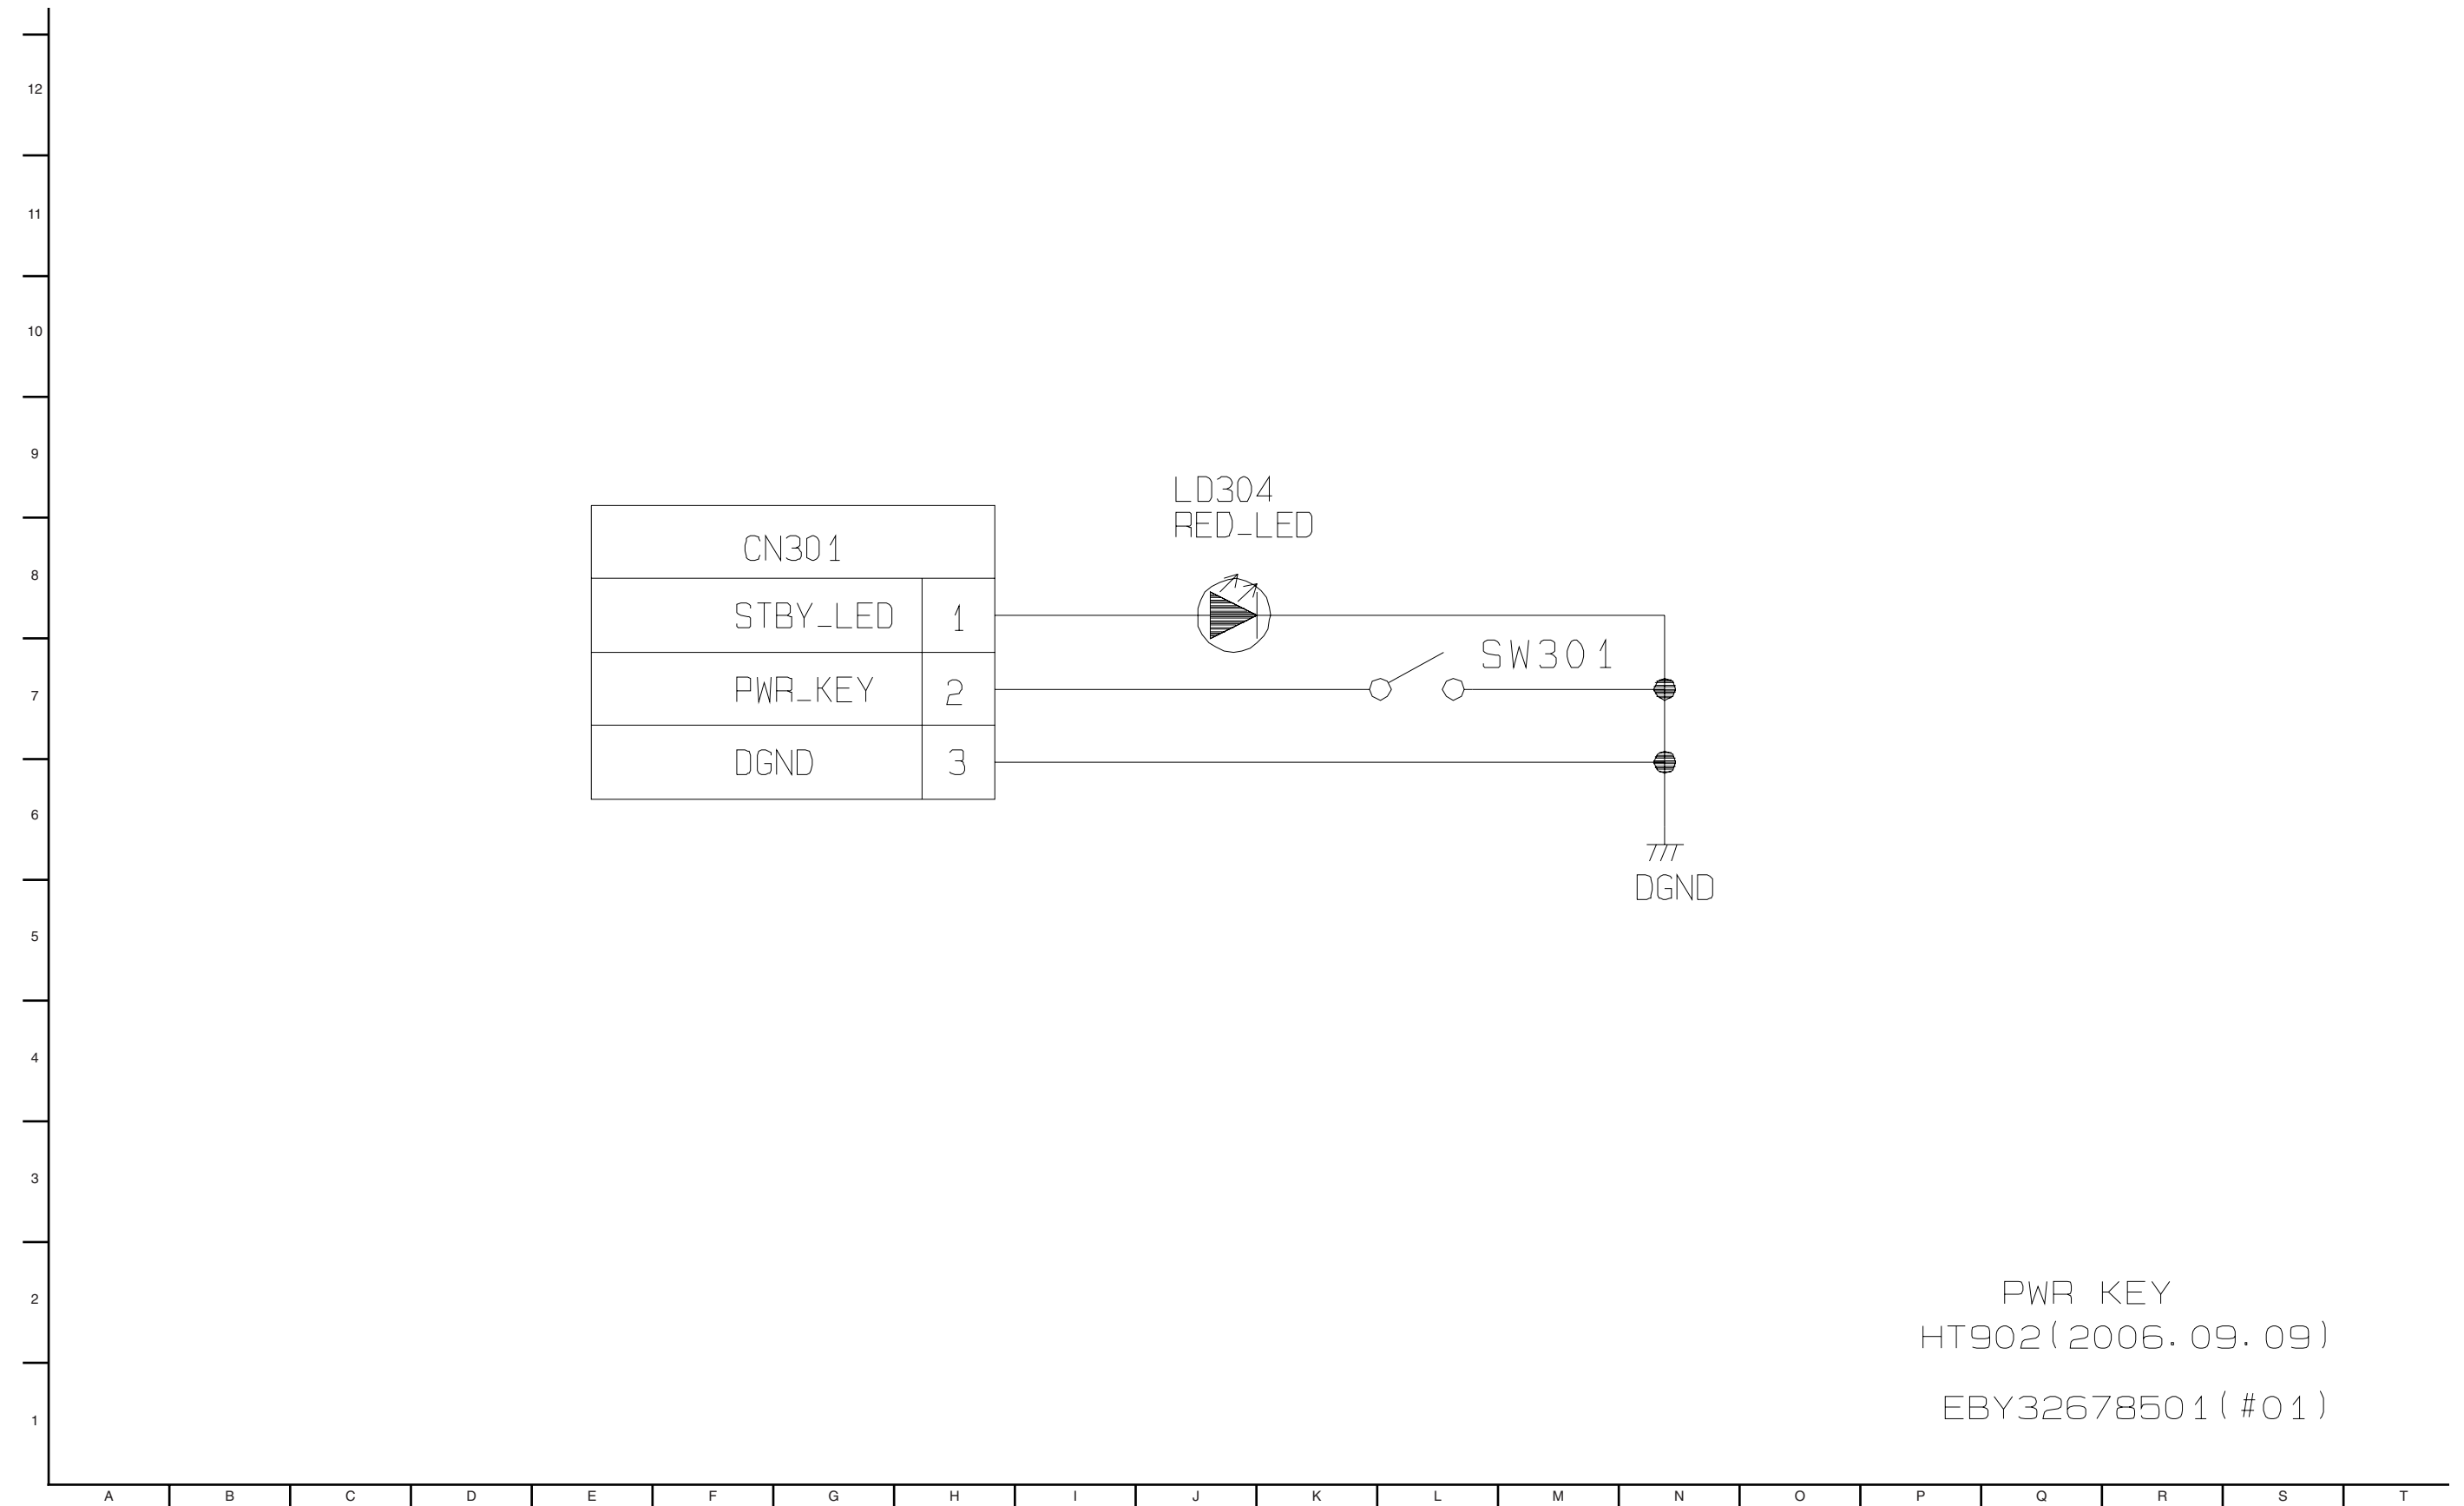 12
11
10
9
8
7
6
5
4
3
2
1
LD304
RED_LED
CN301
STBY_LED 1
SW301
PWR_KEY 2
DGND 3
DGND
PWR KEY
HT902(2006.09.09)
EBY32678501(#01)
A B C D E F G H I J K L M N O P Q R S T